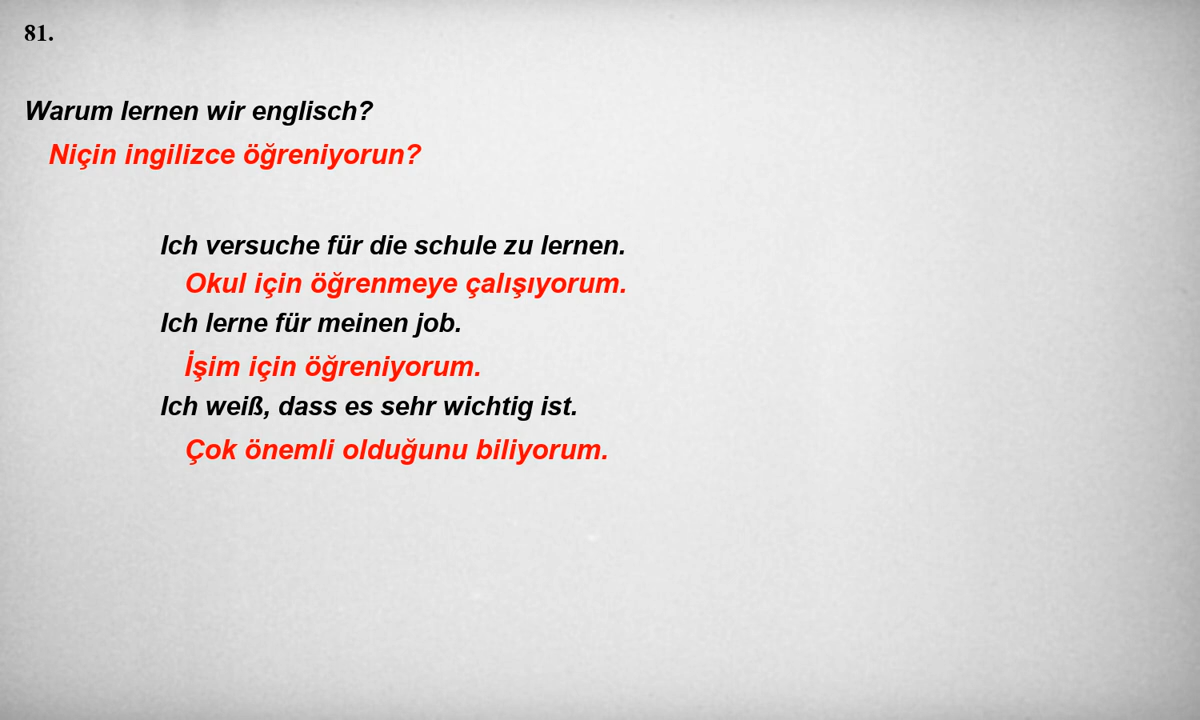 81.
Warum lernen wir englisch?
Niçin ingilizce öğreniyorun?
Ich versuche für die schule zu lernen.
Okul için öğrenmeye çalışıyorum.
Ich lerne für meinen job.
İşim için öğreniyorum.
Ich weiß, dass es sehr wichtig ist.
Çok önemli olduğunu biliyorum.